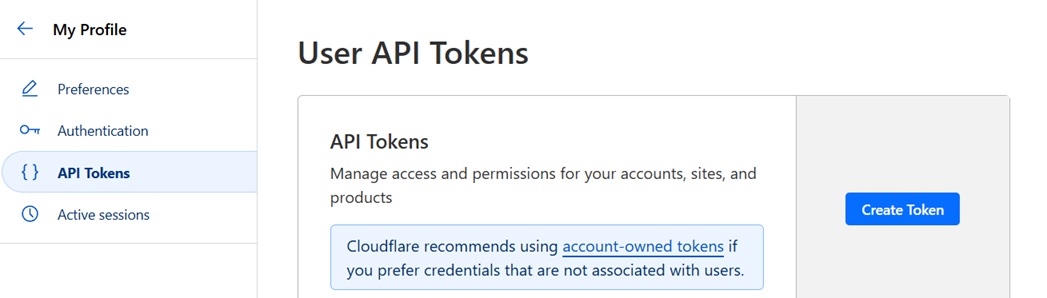 My Profile
Preferences
Authentication
API Tokens
Active sessions
User API Tokens
API Tokens
Manage access and permissions for your accounts, sites, and
products
Cloudflare recommends using account-owned tokens if
you prefer credentials that are not associated with users.
Create Token